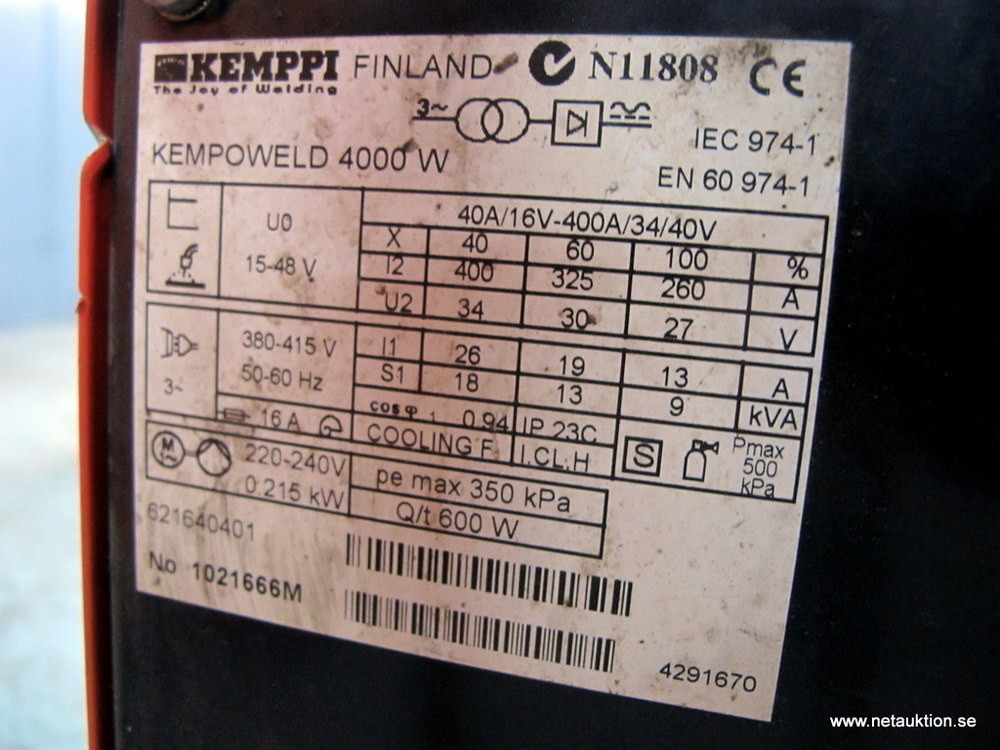 KEMPPI FINLAND N11808 CE
The Joy of Welding
3~
IEC 974-1
KEMPOWELD 4000 W
EN 60 974-1
40A/16V-400A/34/40V
U0
15-48 V
X 40 60 100 %
I2 400 325 260 A
U2 34 30 27 V
380-415 V
50-60 Hz
3~
I1 26 19 13 A
S1 18 13 9 kVA
16 A
cos φ 1 0.94 IP 23C
COOLING F I.CL:H
S
Pmax
500
kPa
M
220-240V
0.215 kW
pe max 350 kPa
Q/t 600 W
621640401
No 1021666M
4291670
www.netauktion.se